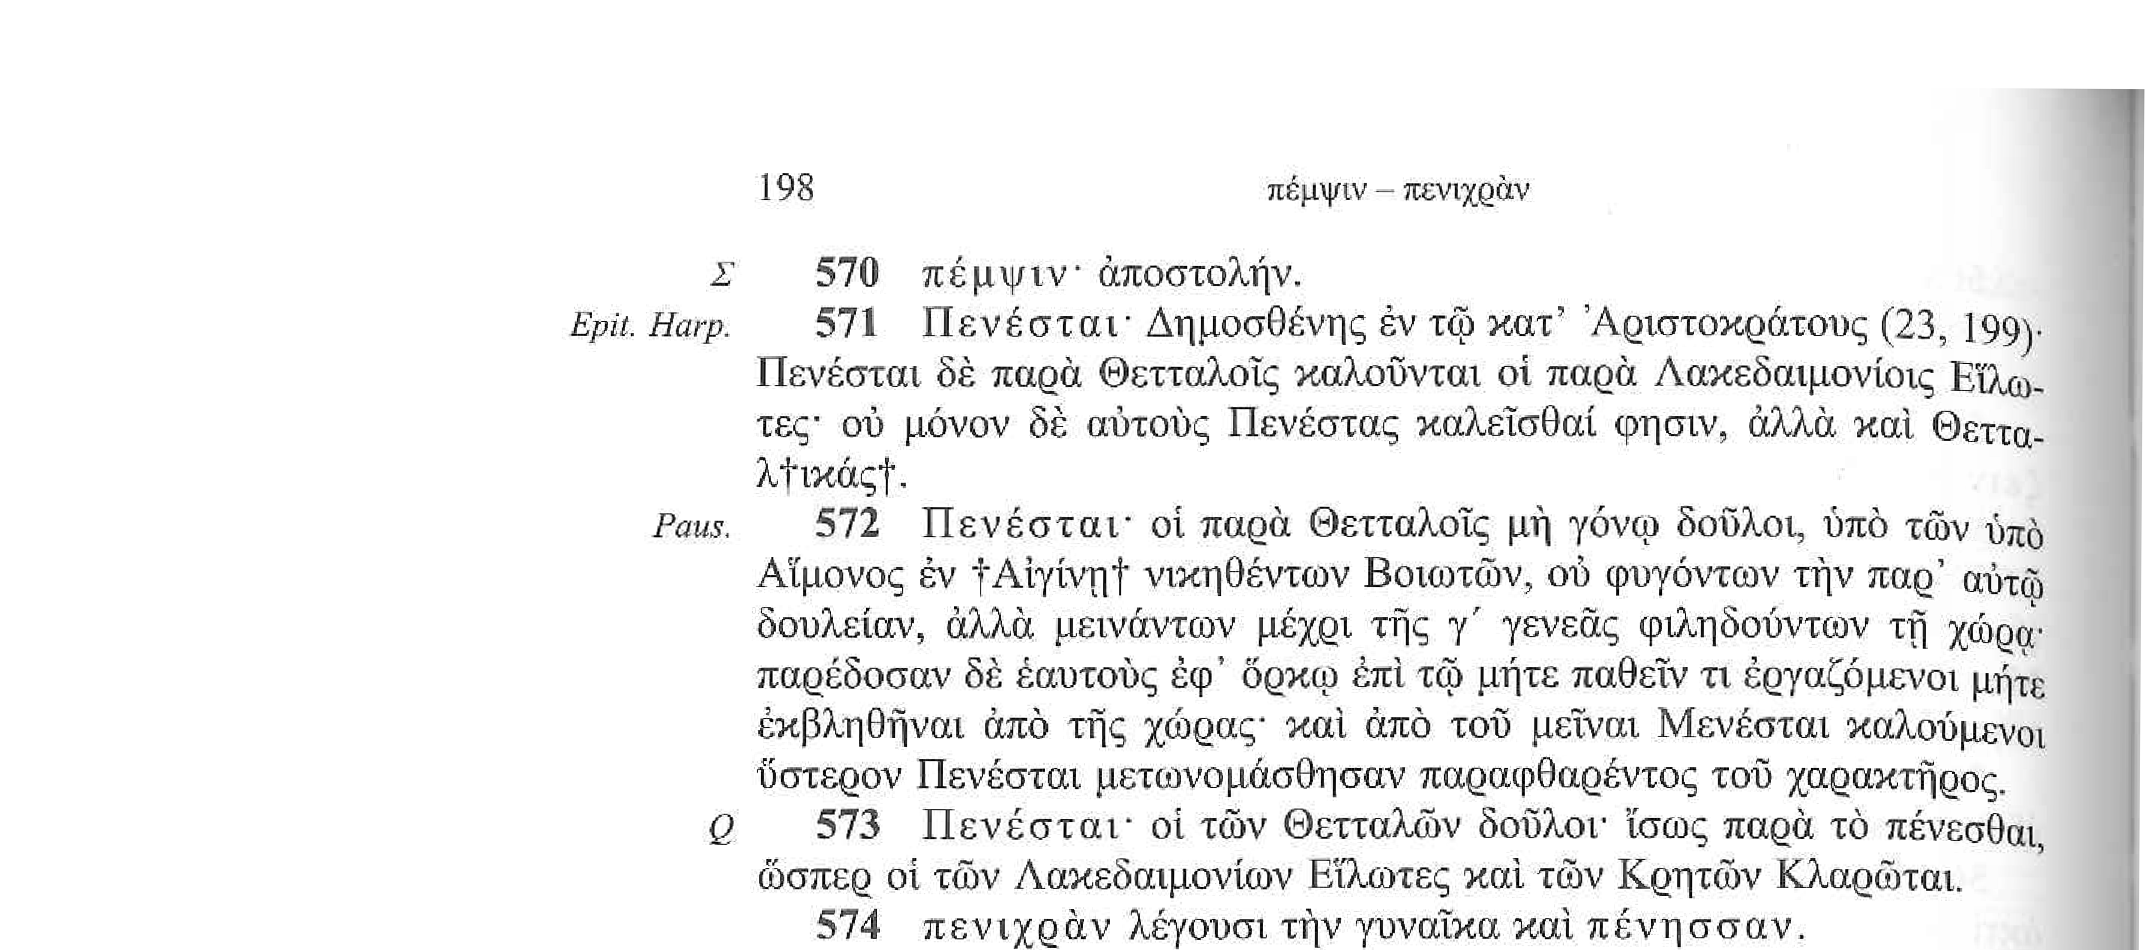 198 πέμψιν – πενιχρὰν
Σ 570 πέμψιν· ἀποστολήν.
Epit. Harp. 571 Πενέσται· Δημοσθένης ἐν τῷ κατ’ Ἀριστοκράτους (23, 199)·
Πενέσται δὲ παρὰ Θετταλοῖς καλοῦνται οἱ παρὰ Λακεδαιμονίοις Εἵλω-
τες· οὐ μόνον δὲ αὐτοὺς Πενέστας καλεῖσθαί φησιν, ἀλλὰ καὶ Θεττα-
λ†ικάς†.
Paus. 572 Πενέσται· οἱ παρὰ Θετταλοῖς μὴ γόνῳ δοῦλοι, ὑπὸ τῶν ὑπὸ
Αἵμονος ἐν †Αἰγίνῃ† νικηθέντων Βοιωτῶν, οὐ φυγόντων τὴν παρ’ αὐτῷ
δουλείαν, ἀλλὰ μεινάντων μέχρι τῆς γ´ γενεᾶς φιληδούντων τῇ χώρᾳ·
παρέδοσαν δὲ ἑαυτοὺς ἐφ’ ὅρκῳ ἐπὶ τῷ μήτε παθεῖν τι ἐργαζόμενοι μήτε
ἐκβληθῆναι ἀπὸ τῆς χώρας· καὶ ἀπὸ τοῦ μεῖναι Μενέσται καλούμενοι
ὕστερον Πενέσται μετωνομάσθησαν παραφθαρέντος τοῦ χαρακτῆρος.
Q 573 Πενέσται· οἱ τῶν Θετταλῶν δοῦλοι· ἴσως παρὰ τὸ πένεσθαι,
ὥσπερ οἱ τῶν Λακεδαιμονίων Εἵλωτες καὶ τῶν Κρητῶν Κλαρῶται.
574 πενιχρὰν λέγουσι τὴν γυναῖκα καὶ πένησσαν.